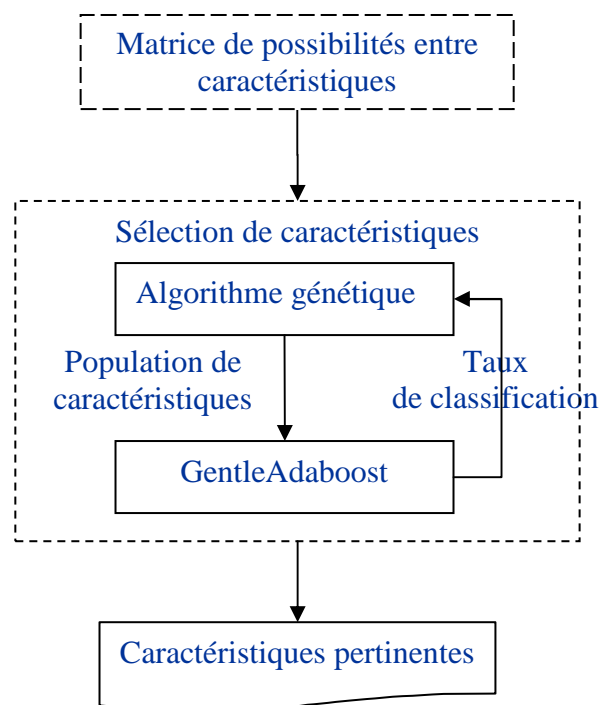 Matrice de possibilités entre
caractéristiques
Sélection de caractéristiques
Algorithme génétique
Population de
caractéristiques
Taux
de classification
GentleAdaboost
Caractéristiques pertinentes